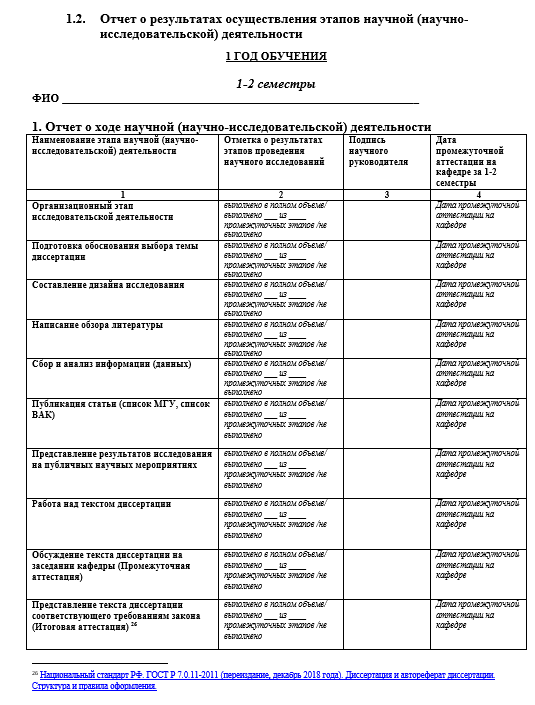 1.2. Отчет о результатах осуществления этапов научной (научно-
исследовательской) деятельности
1 ГОД ОБУЧЕНИЯ
1-2 семестры
ФИО ____________________________________________________
1. Отчет о ходе научной (научно-исследовательской) деятельности
Наименование этапа научной (научно-
исследовательской) деятельности
Отметка о результатах
этапов проведения
научного исследований
Подпись
научного
руководителя
Дата
промежуточной
аттестации на
кафедре за 1-2
семестры
1 2 3 4
Организационный этап
исследовательской деятельности
выполнено в полном объеме/
выполнено ___ из ____
промежуточных этапов /не
выполнено
Дата промежуточной
аттестации на
кафедре
Подготовка обоснования выбора темы
диссертации
выполнено в полном объеме/
выполнено ___ из ____
промежуточных этапов /не
выполнено
Дата промежуточной
аттестации на
кафедре
Составление дизайна исследования
выполнено в полном объеме/
выполнено ___ из ____
промежуточных этапов /не
выполнено
Дата промежуточной
аттестации на
кафедре
Написание обзора литературы
выполнено в полном объеме/
выполнено ___ из ____
промежуточных этапов /не
выполнено
Дата промежуточной
аттестации на
кафедре
Сбор и анализ информации (данных)
выполнено в полном объеме/
выполнено ___ из ____
промежуточных этапов /не
выполнено
Дата промежуточной
аттестации на
кафедре
Публикация статьи (список МГУ, список
ВАК)
выполнено в полном объеме/
выполнено ___ из ____
промежуточных этапов /не
выполнено
Дата промежуточной
аттестации на
кафедре
Представление результатов исследования
на публичных научных мероприятиях
выполнено в полном объеме/
выполнено ___ из ____
промежуточных этапов /не
выполнено
Дата промежуточной
аттестации на
кафедре
Работа над текстом диссертации
выполнено в полном объеме/
выполнено ___ из ____
промежуточных этапов /не
выполнено
Дата промежуточной
аттестации на
кафедре
Обсуждение текста диссертации на
заседании кафедры (Промежуточная
аттестация)
выполнено в полном объеме/
выполнено ___ из ____
промежуточных этапов /не
выполнено
Дата промежуточной
аттестации на
кафедре
Представление текста диссертации
соответствующего требованиям закона
(Итоговая аттестация) 26
выполнено в полном объеме/
выполнено ___ из ____
промежуточных этапов /не
выполнено
Дата промежуточной
аттестации на
кафедре
26 Национальный стандарт РФ. ГОСТ Р 7.0.11-2011 (переиздание, декабрь 2018 года). Диссертация и автореферат диссертации.
Структура и правила оформления.